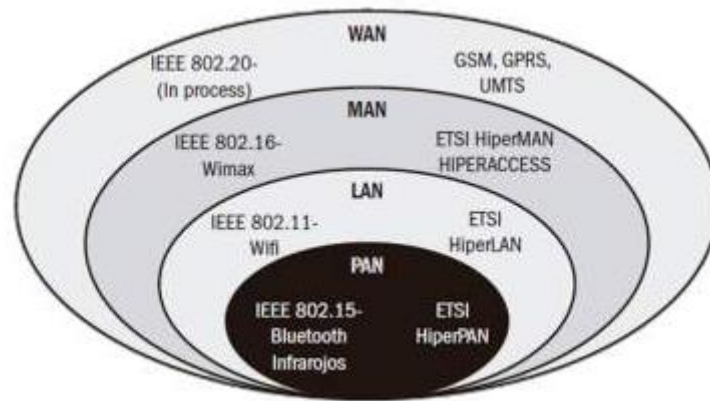 WAN
IEEE 802.20-
(In process)
GSM, GPRS,
UMTS
MAN
IEEE 802.16-
Wimax
ETSI HiperMAN
HIPERACCESS
LAN
IEEE 802.11-
Wifi
ETSI
HiperLAN
PAN
IEEE 802.15-
Bluetooth
Infrarojos
ETSI
HiperPAN